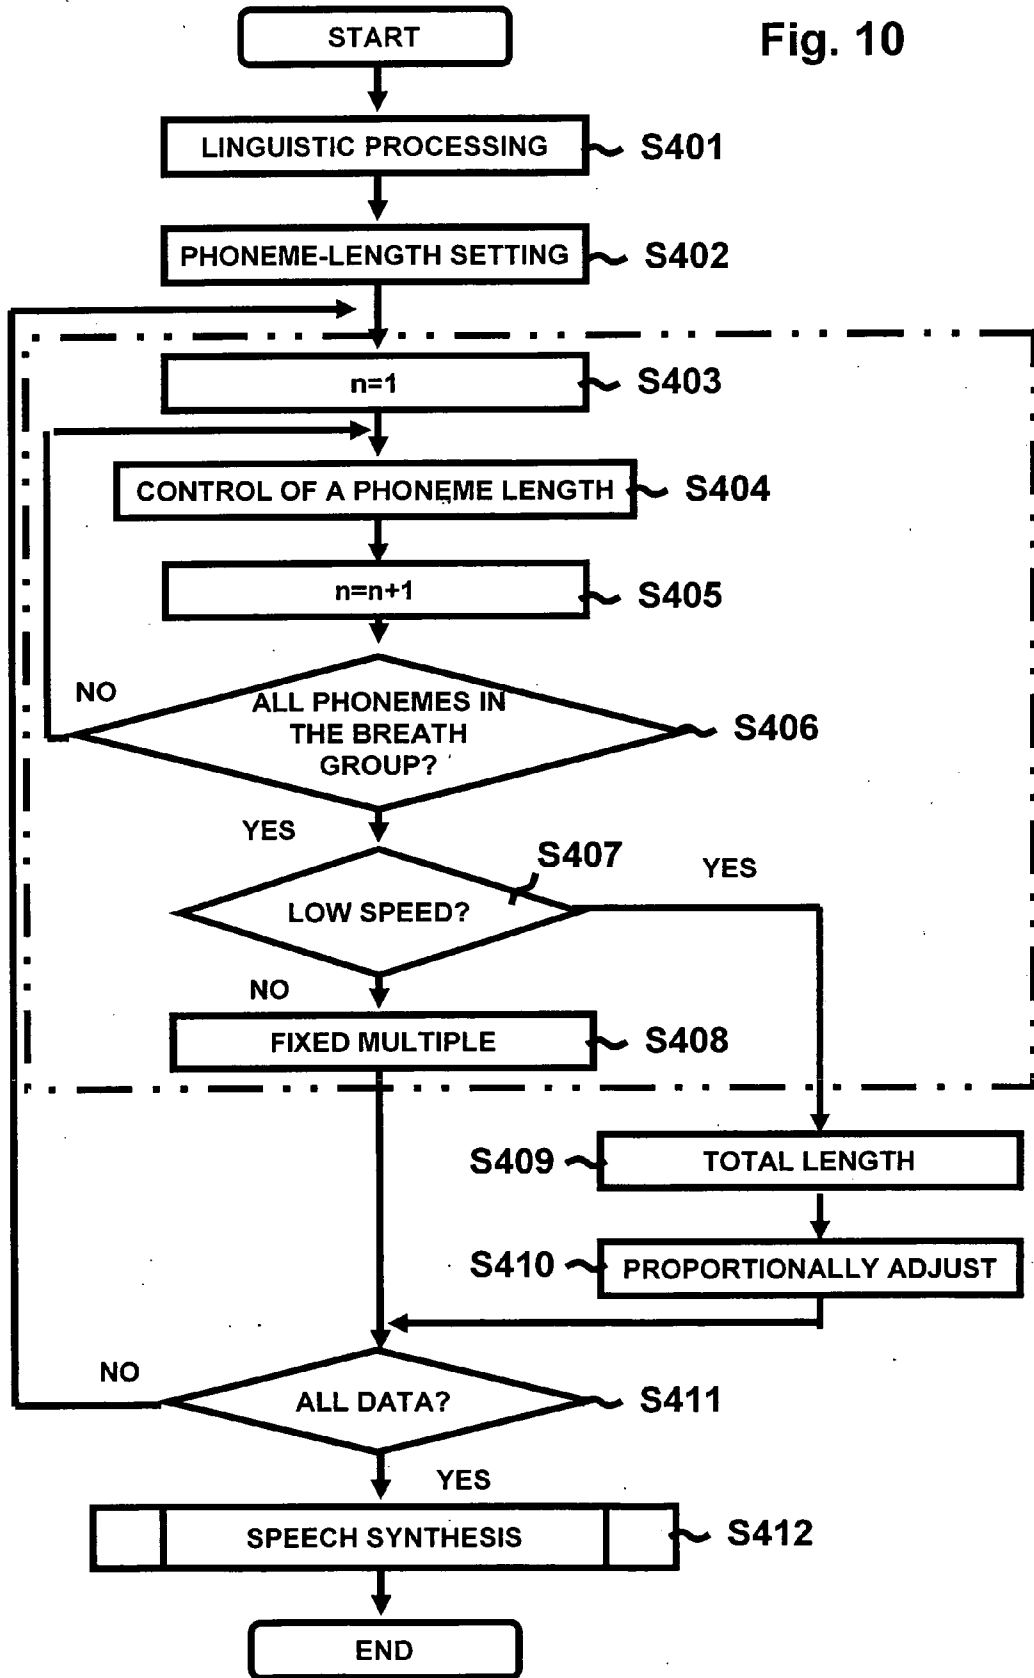 Fig. 10
START
LINGUISTIC PROCESSING
S401
PHONEME-LENGTH SETTING
S402
n=1
S403
CONTROL OF A PHONEME LENGTH
S404
n=n+1
S405
NO
ALL PHONEMES IN
THE BREATH
GROUP?
S406
YES
S407
YES
LOW SPEED?
NO
FIXED MULTIPLE
S408
S409
TOTAL LENGTH
S410
PROPORTIONALLY ADJUST
NO
ALL DATA?
S411
YES
SPEECH SYNTHESIS
S412
END